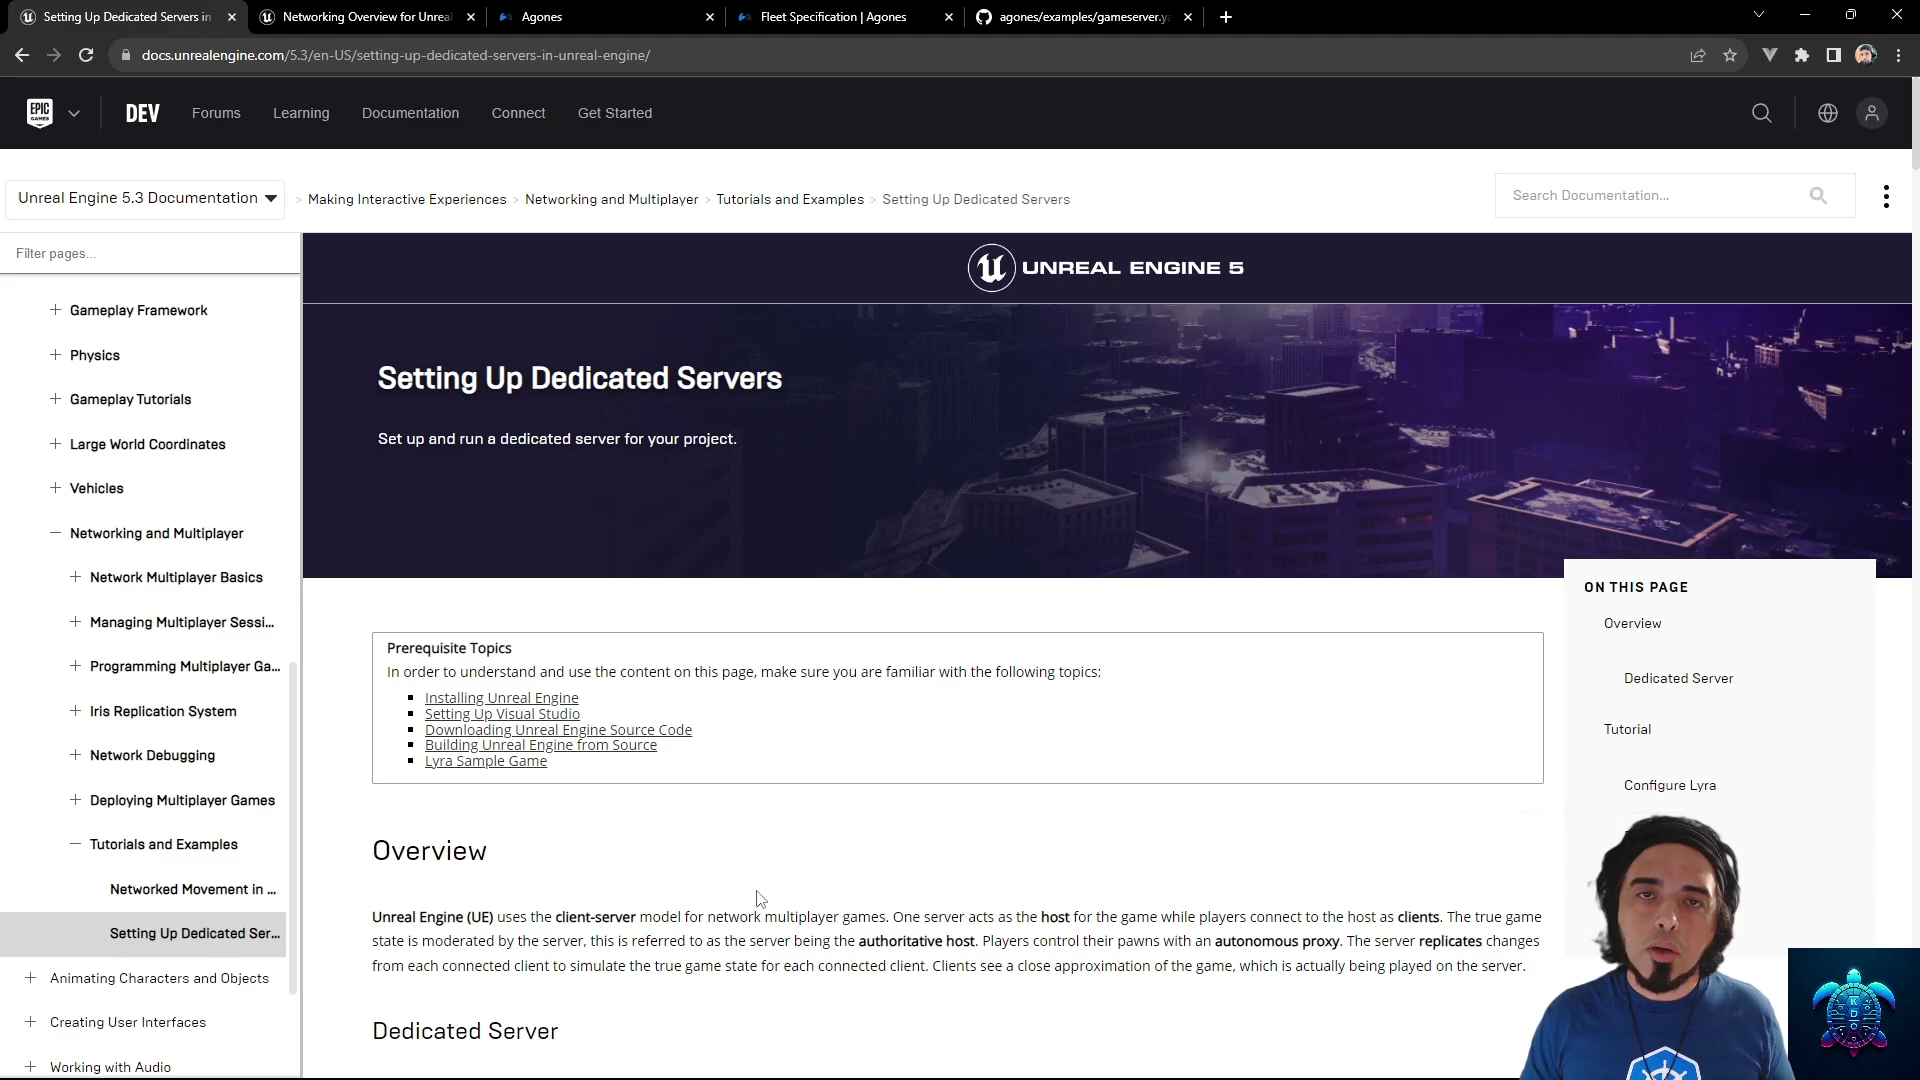 Setting Up Dedicated Servers in
Networking Overview for Unreal
Agones
Fleet Specification | Agones
agones/examples/gameserver.ya
docs.unrealengine.com/5.3/en-US/setting-up-dedicated-servers-in-unreal-engine/
EPIC GAMES
DEV
Forums
Learning
Documentation
Connect
Get Started
Unreal Engine 5.3 Documentation
> Making Interactive Experiences > Networking and Multiplayer > Tutorials and Examples > Setting Up Dedicated Servers
Search Documentation...
Filter pages...
Gameplay Framework
Physics
Gameplay Tutorials
Large World Coordinates
Vehicles
Networking and Multiplayer
Network Multiplayer Basics
Managing Multiplayer Sessi...
Programming Multiplayer Ga...
Iris Replication System
Network Debugging
Deploying Multiplayer Games
Tutorials and Examples
Networked Movement in ...
Setting Up Dedicated Ser...
Animating Characters and Objects
Creating User Interfaces
Working with Audio
UNREAL ENGINE 5
Setting Up Dedicated Servers
Set up and run a dedicated server for your project.
Prerequisite Topics
In order to understand and use the content on this page, make sure you are familiar with the following topics:
Installing Unreal Engine
Setting Up Visual Studio
Downloading Unreal Engine Source Code
Building Unreal Engine from Source
Lyra Sample Game
Overview
Unreal Engine (UE) uses the client-server model for network multiplayer games. One server acts as the host for the game while players connect to the host as clients. The true game
state is moderated by the server, this is referred to as the server being the authoritative host. Players control their pawns with an autonomous proxy. The server replicates changes
from each connected client to simulate the true game state for each connected client. Clients see a close approximation of the game, which is actually being played on the server.
Dedicated Server
ON THIS PAGE
Overview
Dedicated Server
Tutorial
Configure Lyra